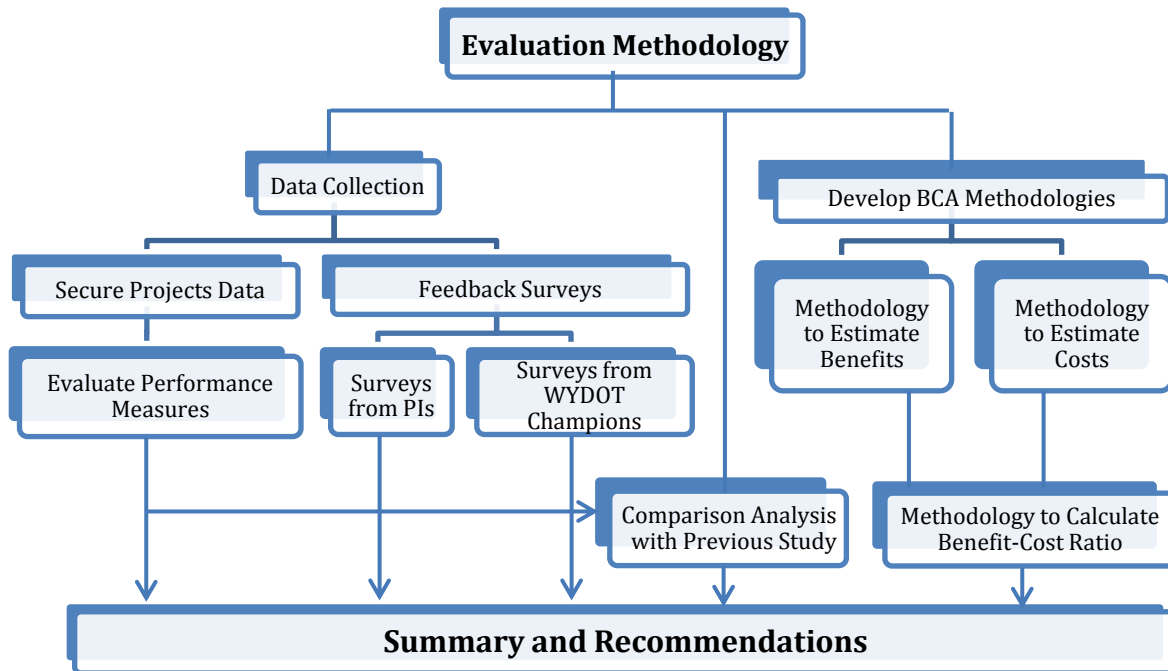 Evaluation Methodology
Data Collection
Develop BCA Methodologies
Secure Projects Data
Feedback Surveys
Methodology
to Estimate
Benefits
Methodology
to Estimate
Costs
Evaluate Performance
Measures
Surveys
from PIs
Surveys from
WYDOT
Champions
Comparison Analysis
with Previous Study
Methodology to Calculate
Benefit-Cost Ratio
Summary and Recommendations